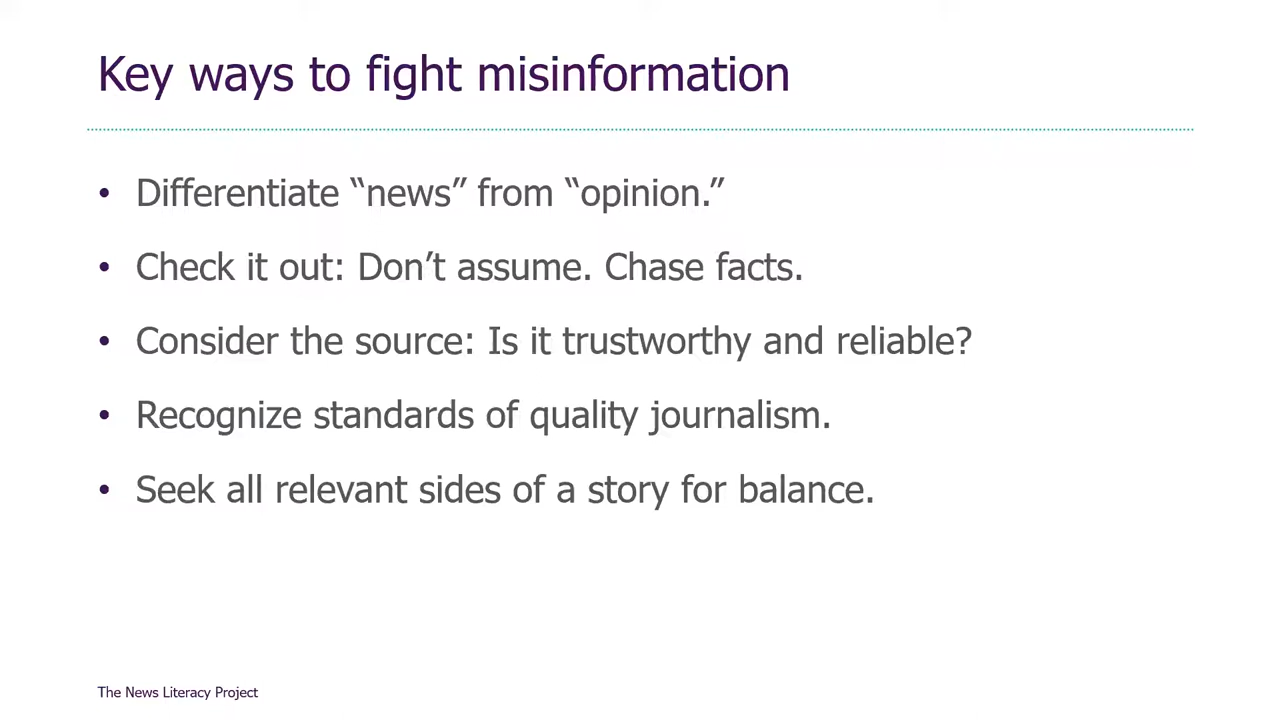 Key ways to fight misinformation
• Differentiate “news” from “opinion.”
• Check it out: Don’t assume. Chase facts.
• Consider the source: Is it trustworthy and reliable?
• Recognize standards of quality journalism.
• Seek all relevant sides of a story for balance.
The News Literacy Project